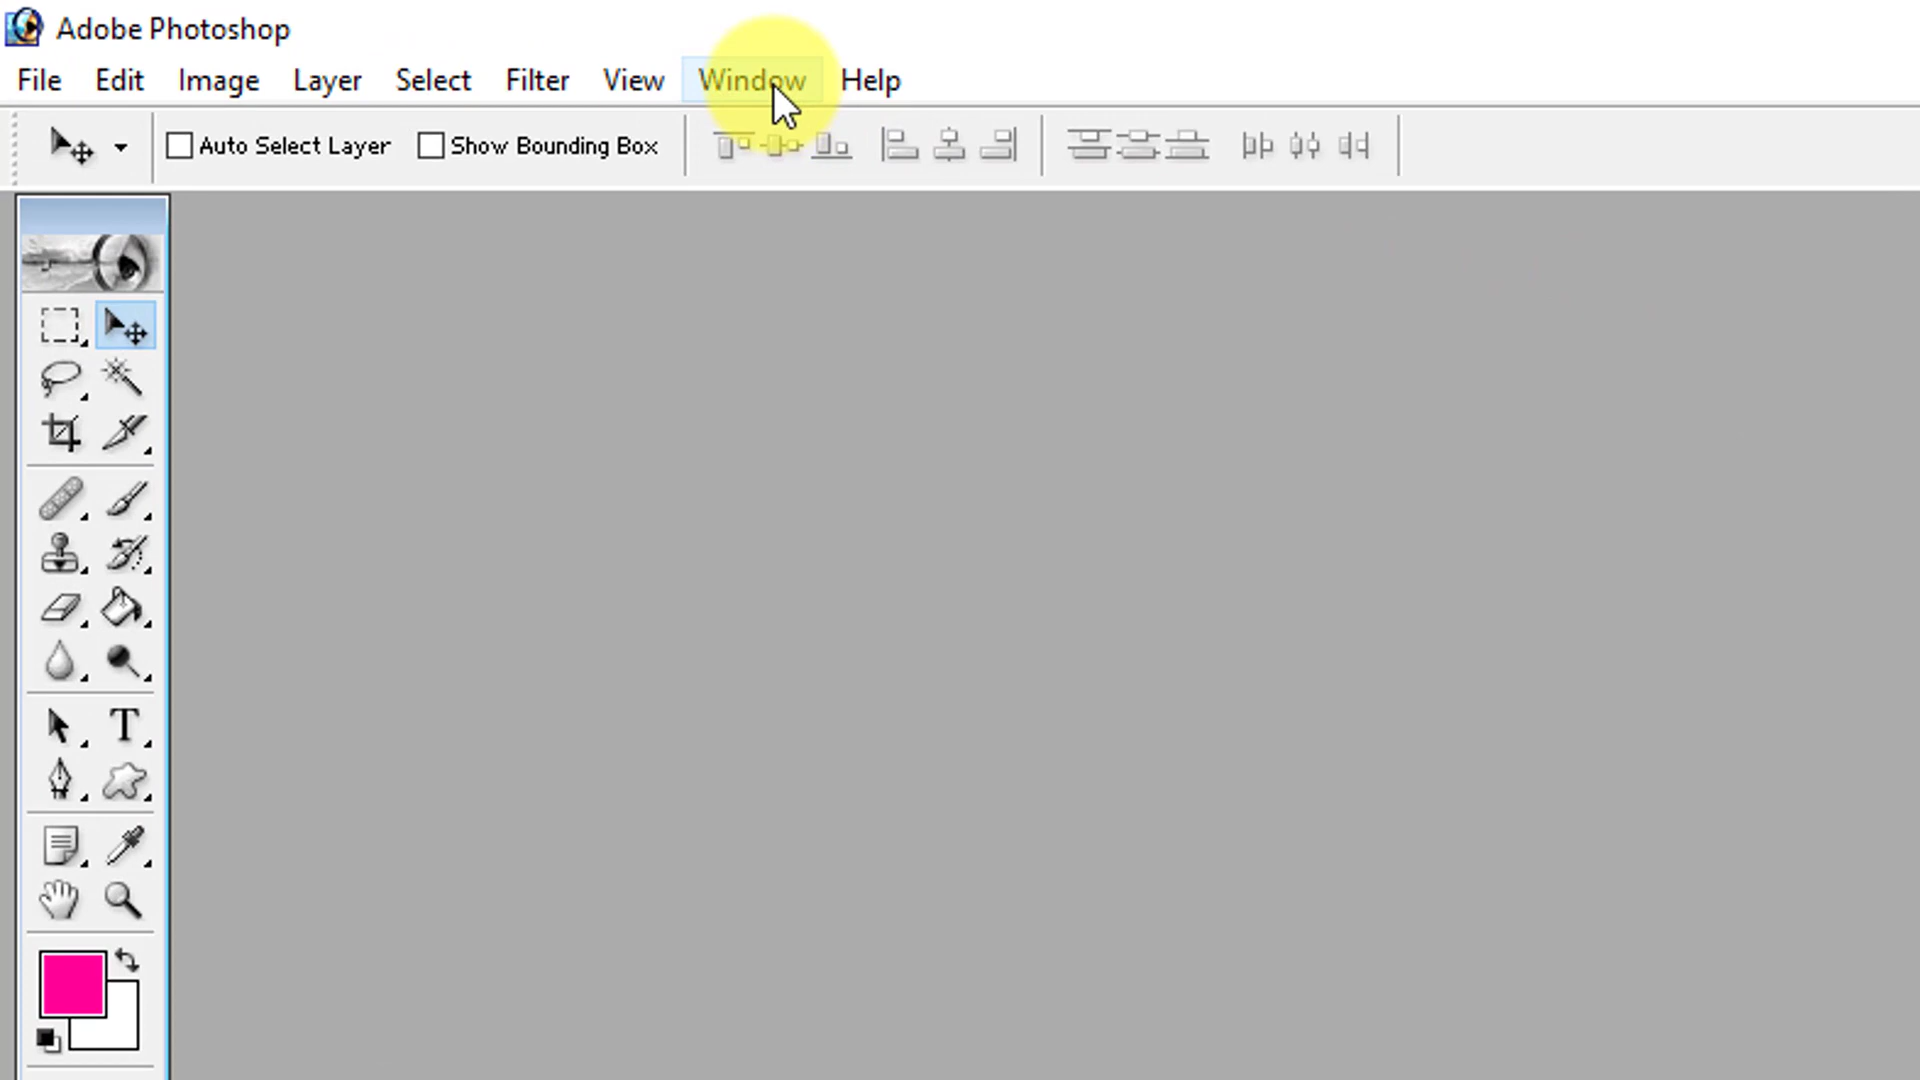 Adobe Photoshop
File Edit Image Layer Select Filter View Window Help
Auto Select Layer Show Bounding Box